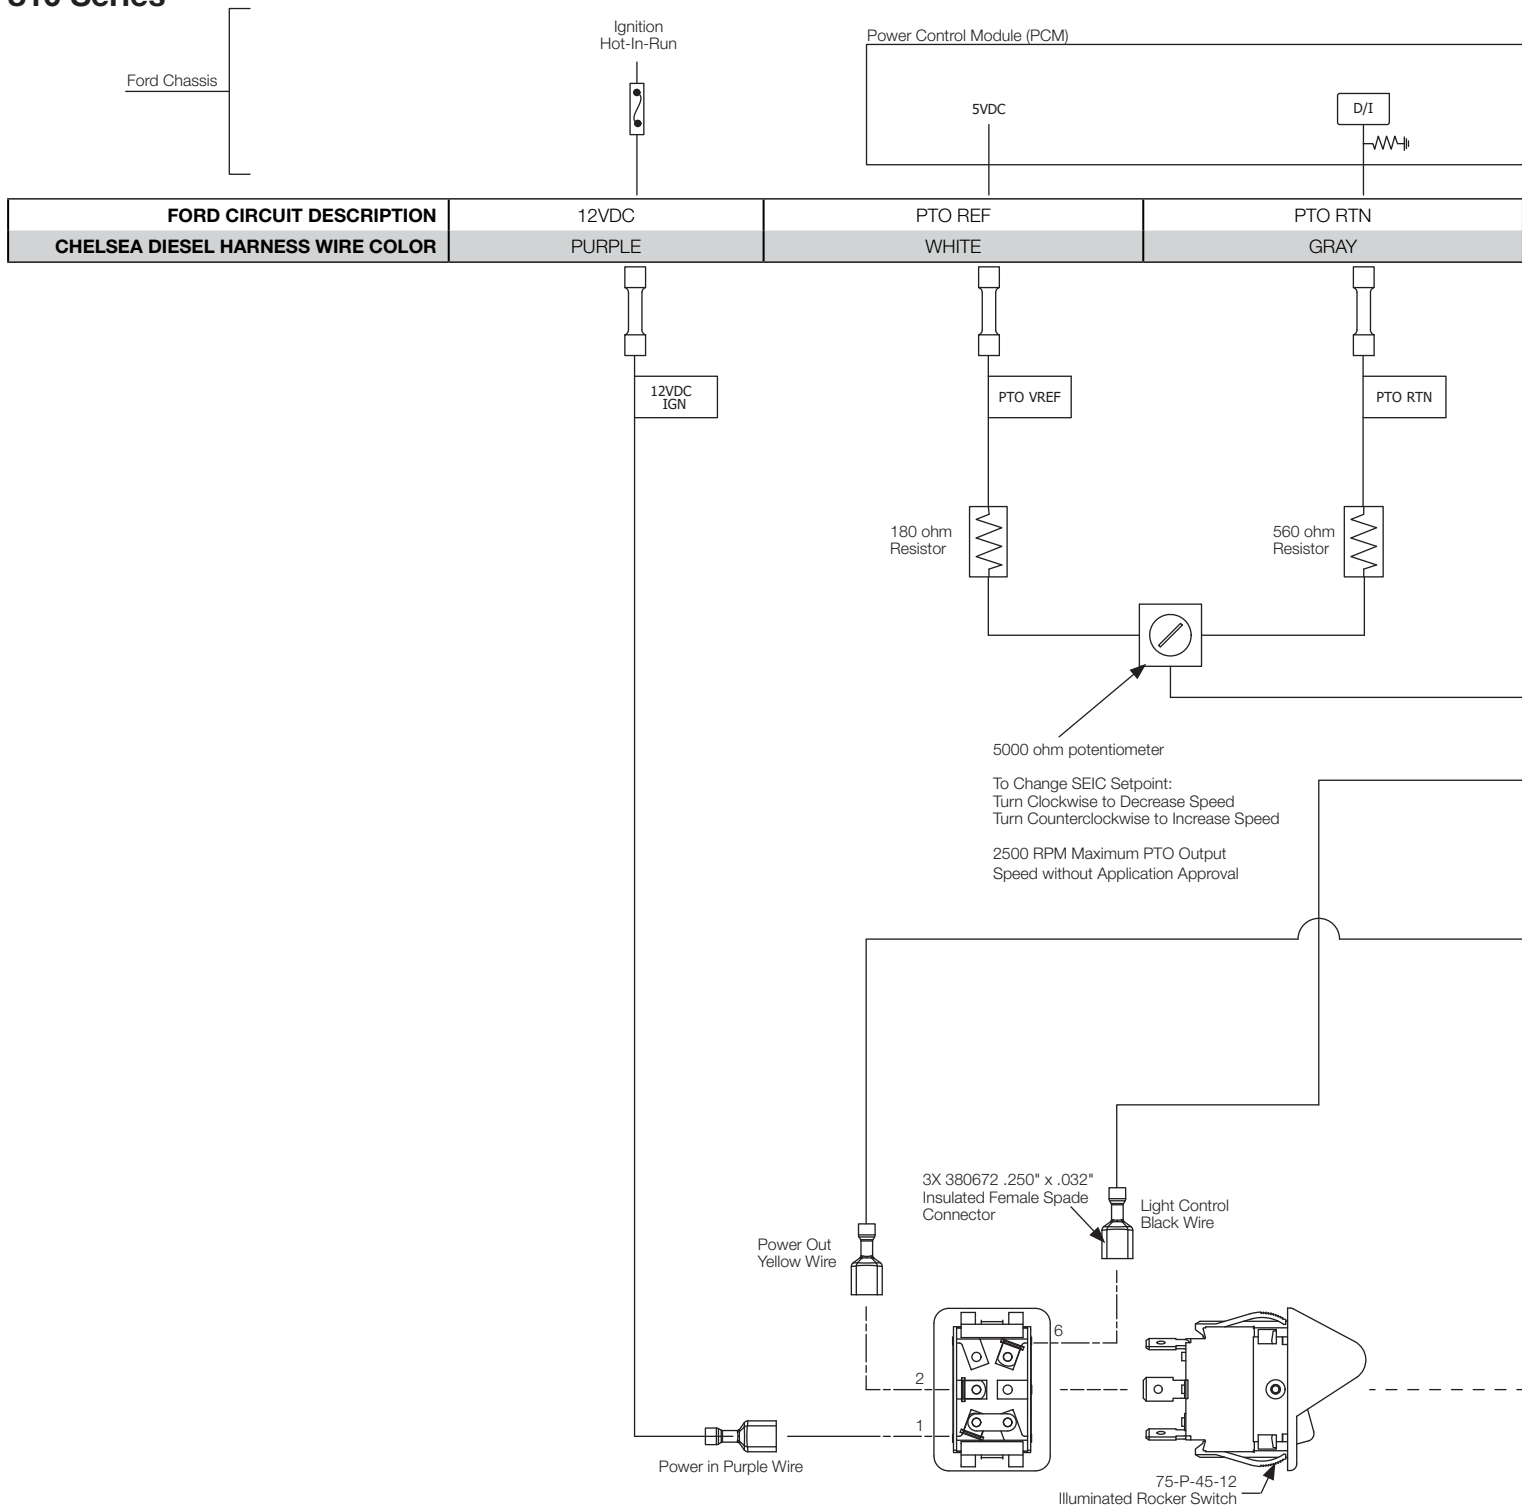 Series
Ford Chassis
Ignition
Hot-In-Run
Power Control Module (PCM)
5VDC
D/I
FORD CIRCUIT DESCRIPTION 12VDC PTO REF PTO RTN
CHELSEA DIESEL HARNESS WIRE COLOR PURPLE WHITE GRAY
12VDC
IGN
PTO VREF
PTO RTN
180 ohm
Resistor
560 ohm
Resistor
5000 ohm potentiometer
To Change SEIC Setpoint:
Turn Clockwise to Decrease Speed
Turn Counterclockwise to Increase Speed
2500 RPM Maximum PTO Output
Speed without Application Approval
3X 380672 .250" x .032"
Insulated Female Spade
Connector
Light Control
Black Wire
Power Out
Yellow Wire
6
2
1
Power in Purple Wire
75-P-45-12
Illuminated Rocker Switch